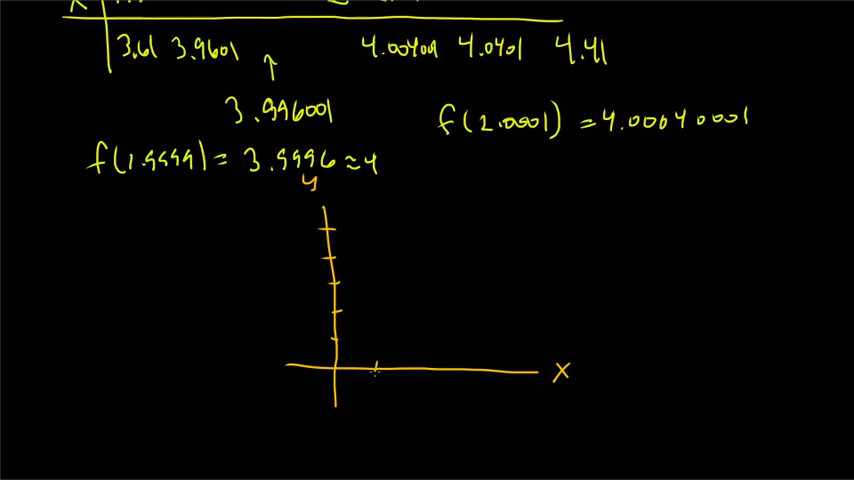 3.61 3.9601 ↑ 4.00400 4.0401 4.41
3.996001
f(2.0001) = 4.00040001
f(1.9999) = 3.9996 ≈ 4
y
x